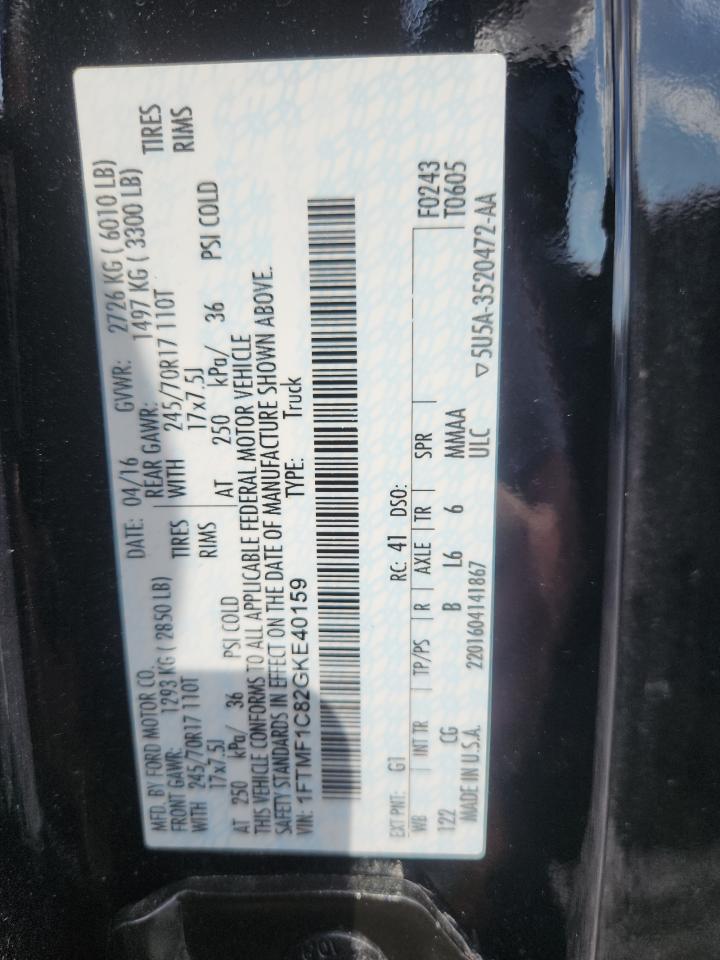 MFD. BY FORD MOTOR CO.
DATE: 04/16 GVWR: 2726 KG ( 6010 LB)
FRONT GAWR: 1293 KG ( 2850 LB) REAR GAWR: 1497 KG ( 3300 LB)
WITH 245/70R17 110T TIRES WITH 245/70R17 110T TIRES
17x7.5J RIMS 17x7.5J RIMS
AT 250 kPa/ 36 PSI COLD AT 250 kPa/ 36 PSI COLD
THIS VEHICLE CONFORMS TO ALL APPLICABLE FEDERAL MOTOR VEHICLE
SAFETY STANDARDS IN EFFECT ON THE DATE OF MANUFACTURE SHOWN ABOVE.
VIN: 1FTMF1C82GKE40159 TYPE: Truck
EXT PNT: G1 RC: 41 DSO: F0243
WB INT TR TP/PS R AXLE TR SPR T0605
122 CG B L6 6 MMAA
MADE IN U.S.A. 2201604141867 ULC ▽5U5A-3520472-AA